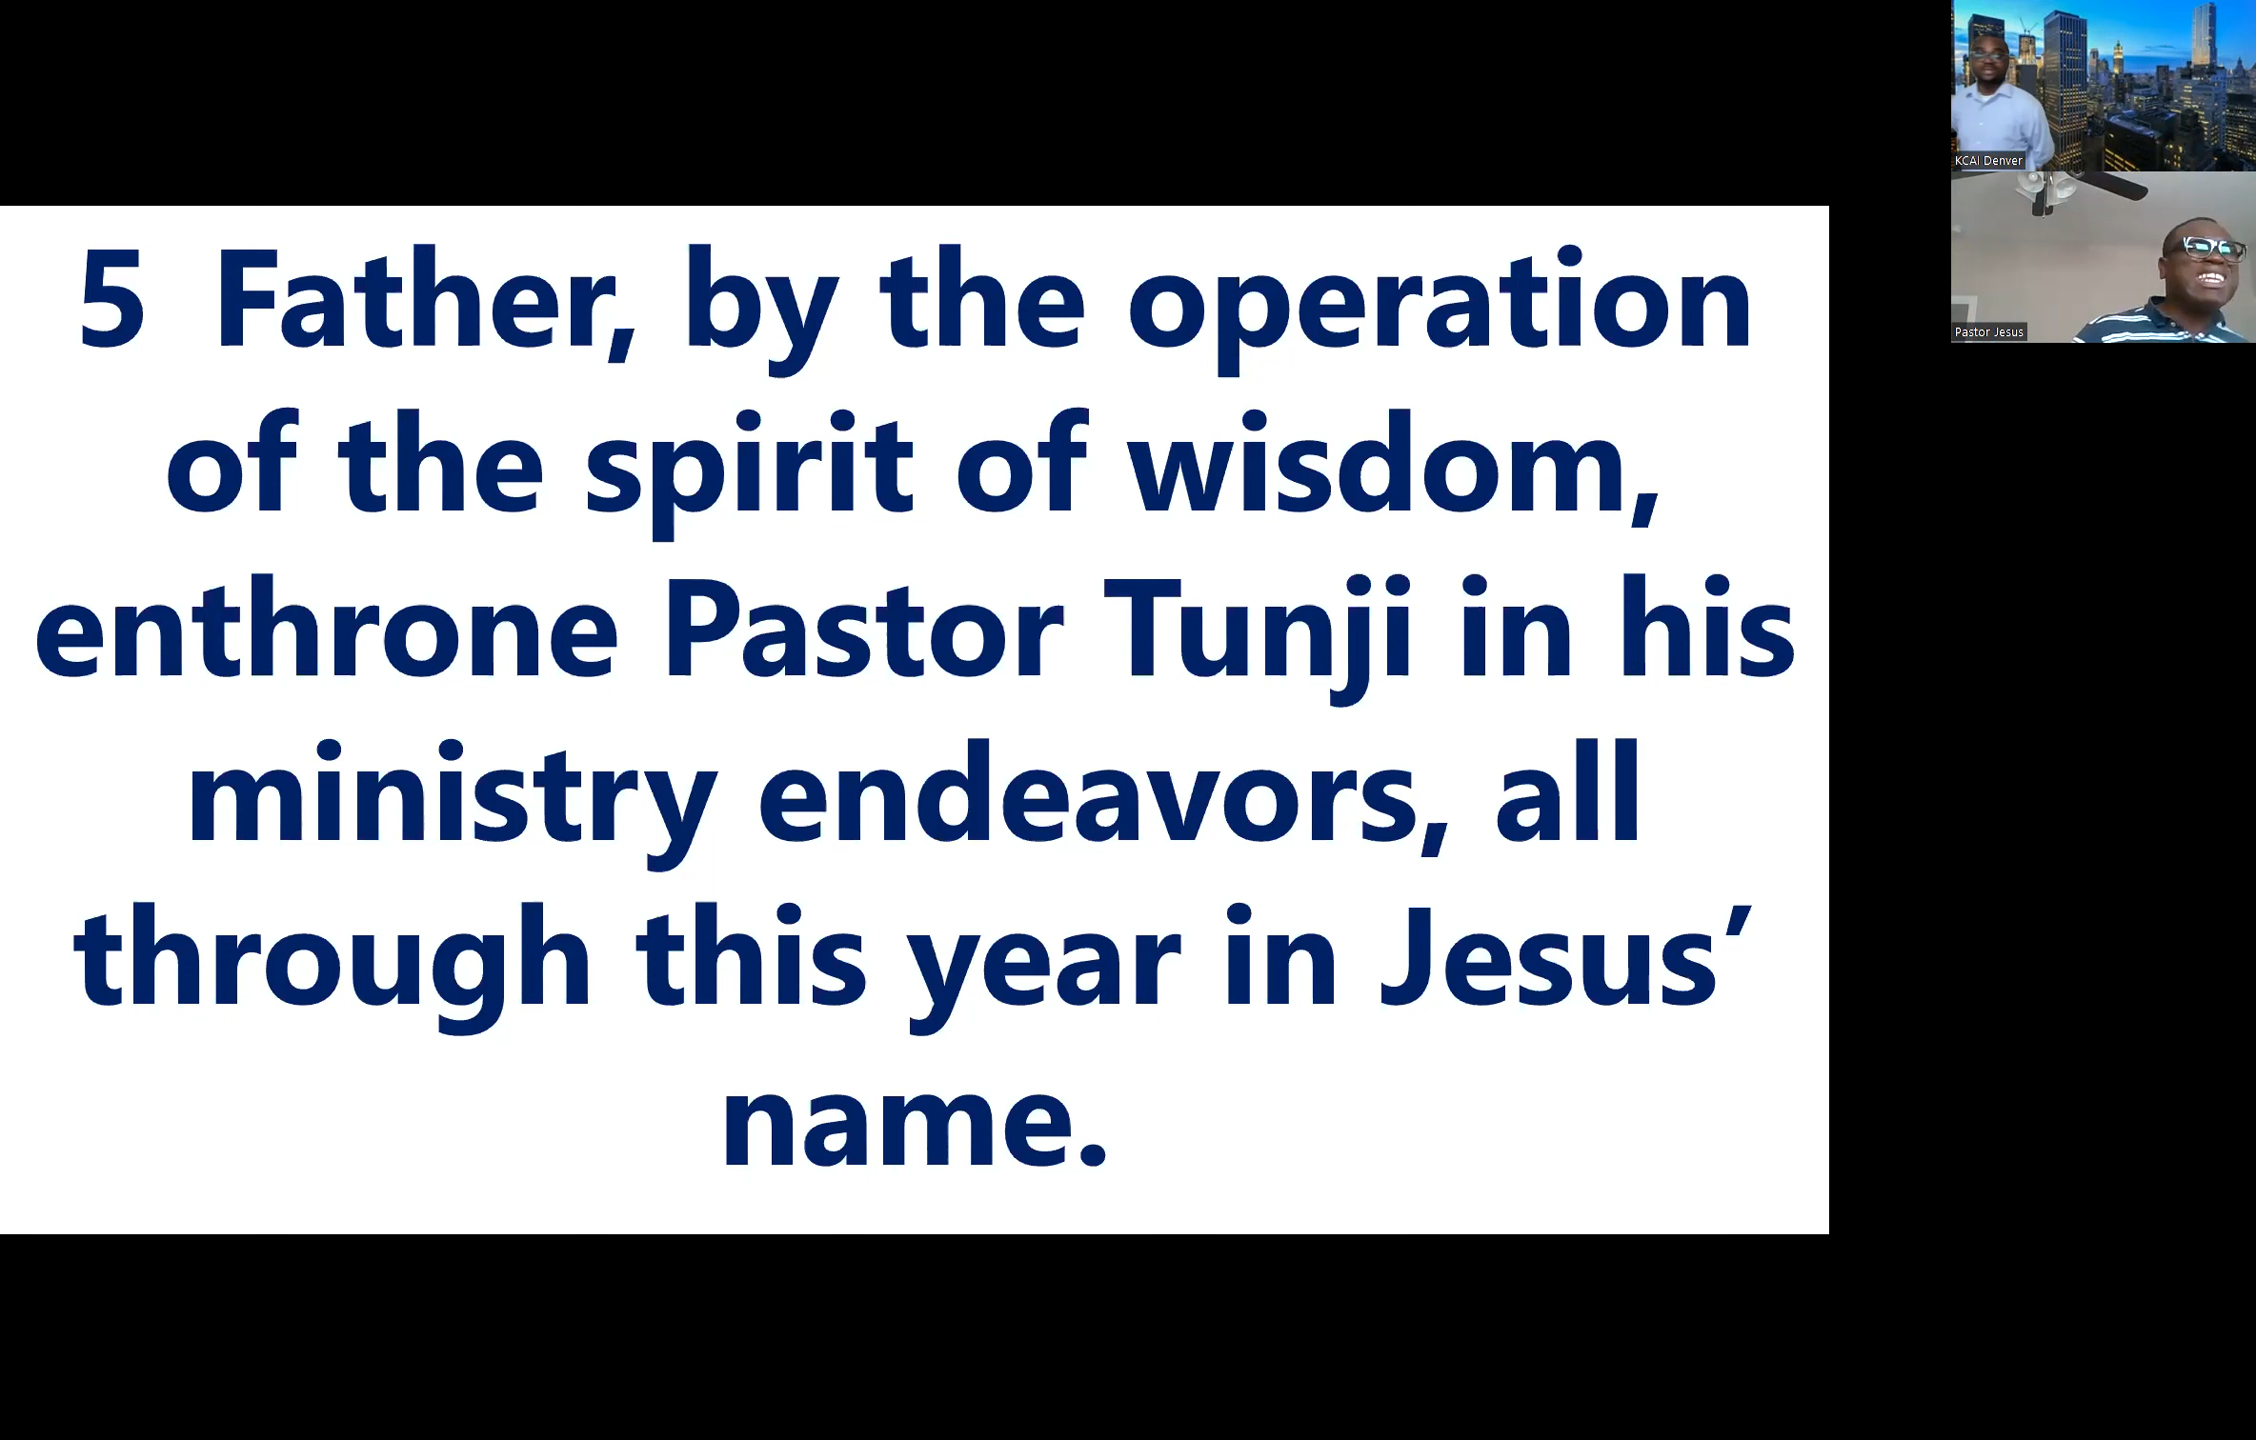 5 Father, by the operation
of the spirit of wisdom,
enthrone Pastor Tunji in his
ministry endeavors, all
through this year in Jesus’
name.
KCAI Denver
Pastor Jesus